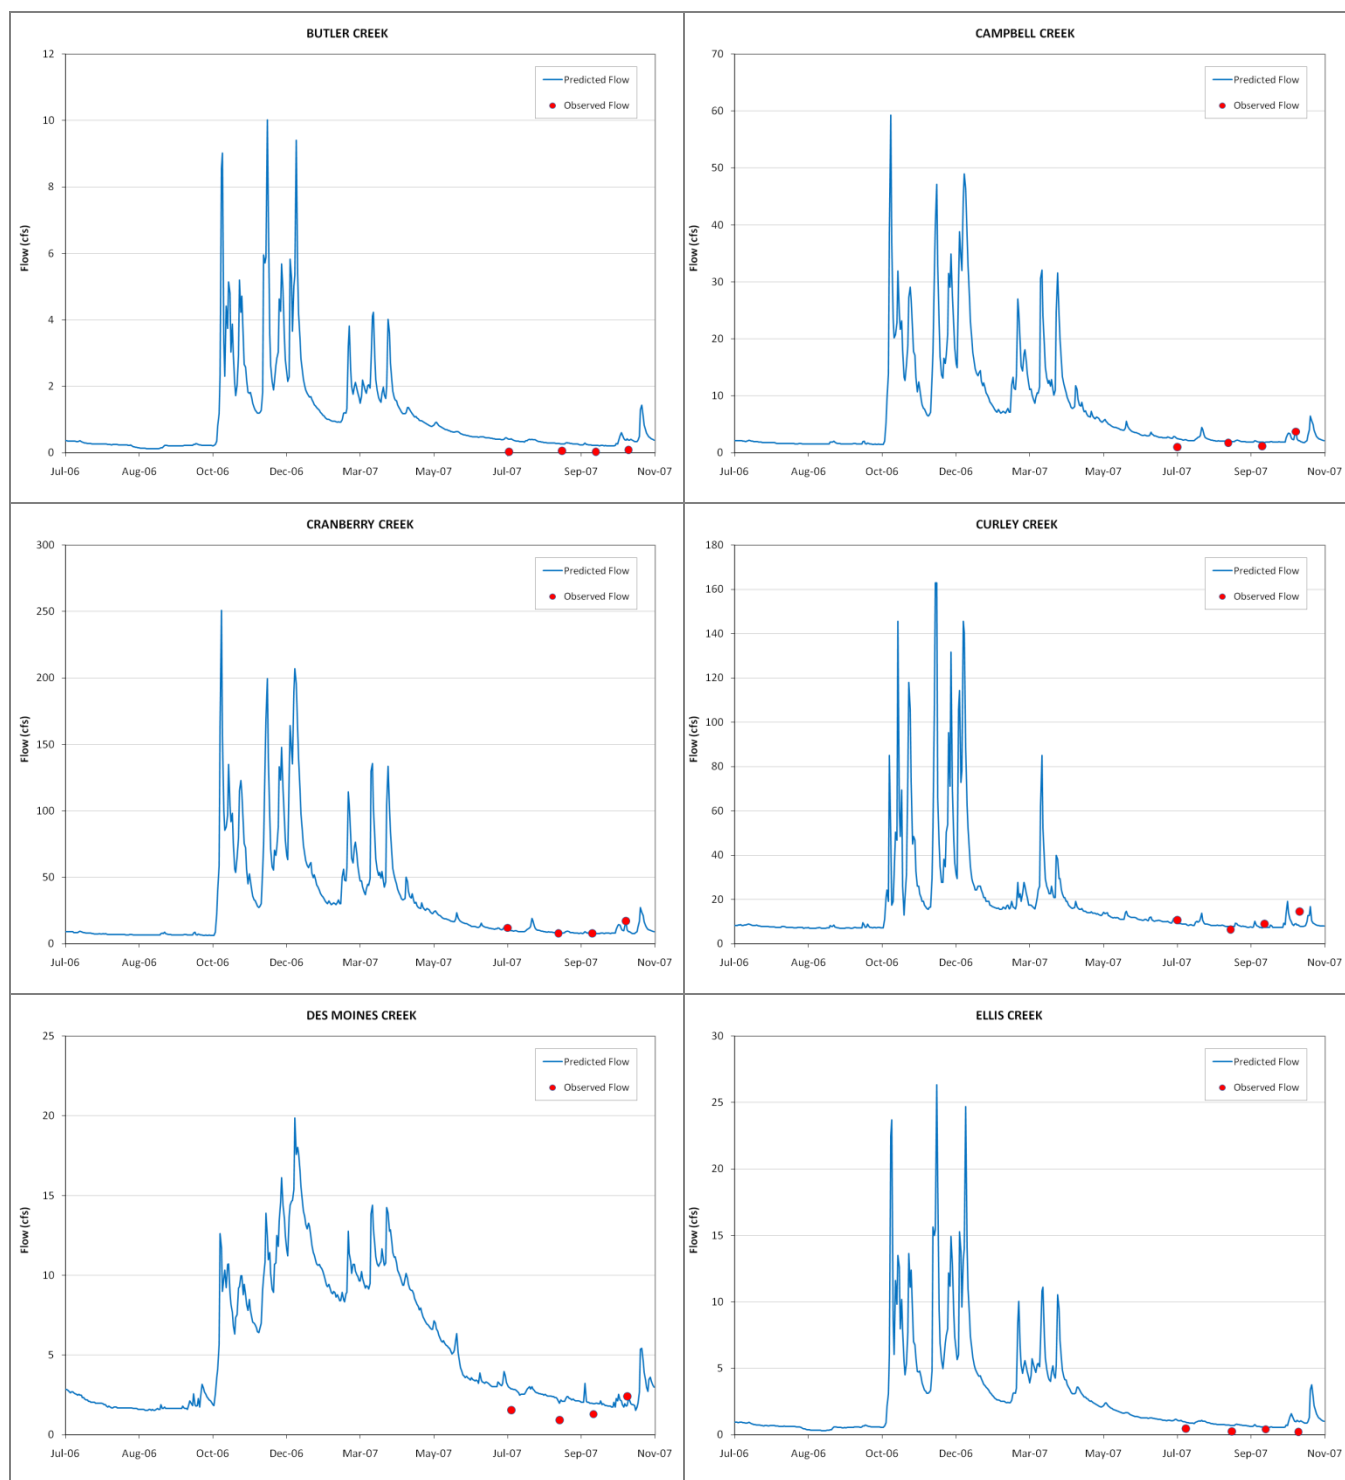 BUTLER CREEK
12
10
8
6
4
2
0
Flow (cfs)
Predicted Flow
Observed Flow
Jul-06 Aug-06 Oct-06 Dec-06 Mar-07 May-07 Jul-07 Sep-07 Nov-07
CAMPBELL CREEK
70
60
50
40
30
20
10
0
Flow (cfs)
Predicted Flow
Observed Flow
Jul-06 Aug-06 Oct-06 Dec-06 Mar-07 May-07 Jul-07 Sep-07 Nov-07
CRANBERRY CREEK
300
250
200
150
100
50
0
Flow (cfs)
Predicted Flow
Observed Flow
Jul-06 Aug-06 Oct-06 Dec-06 Mar-07 May-07 Jul-07 Sep-07 Nov-07
CURLEY CREEK
180
160
140
120
100
80
60
40
20
0
Flow (cfs)
Predicted Flow
Observed Flow
Jul-06 Aug-06 Oct-06 Dec-06 Mar-07 May-07 Jul-07 Sep-07 Nov-07
DES MOINES CREEK
25
20
15
10
5
0
Flow (cfs)
Predicted Flow
Observed Flow
Jul-06 Aug-06 Oct-06 Dec-06 Mar-07 May-07 Jul-07 Sep-07 Nov-07
ELLIS CREEK
30
25
20
15
10
5
0
Flow (cfs)
Predicted Flow
Observed Flow
Jul-06 Aug-06 Oct-06 Dec-06 Mar-07 May-07 Jul-07 Sep-07 Nov-07